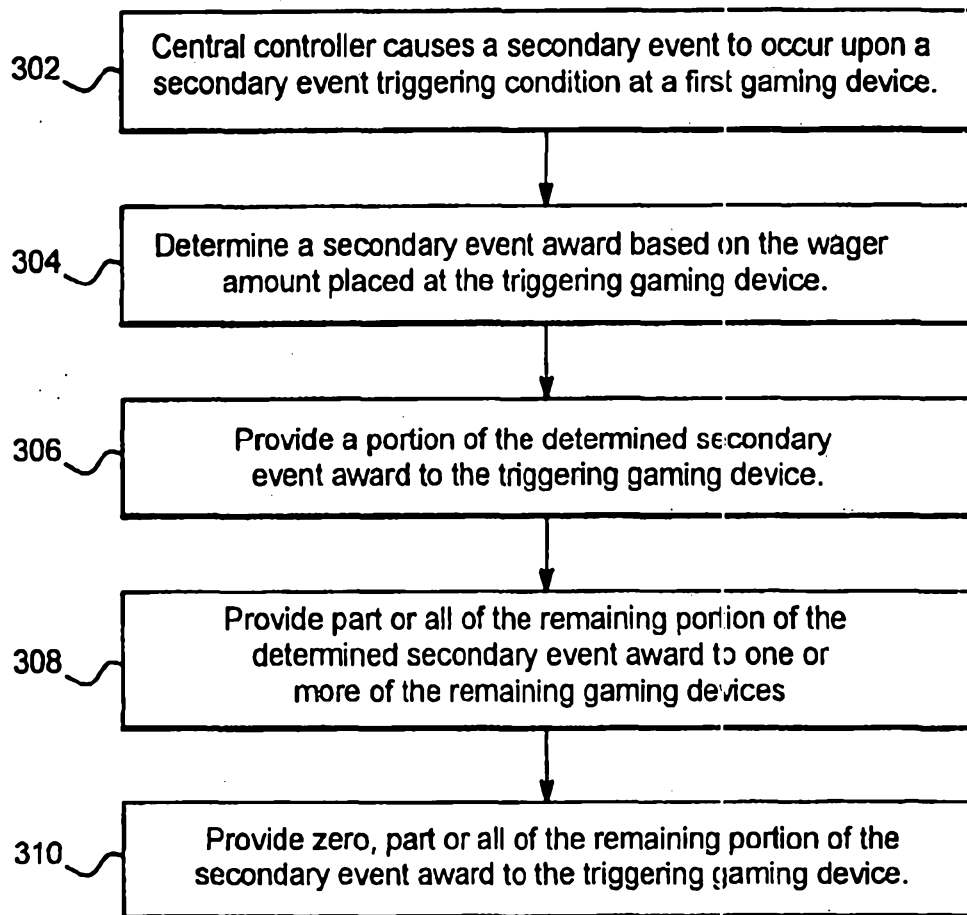 302
Central controller causes a secondary event to occur upon a
secondary event triggering condition at a first gaming device.
304
Determine a secondary event award based on the wager
amount placed at the triggering gaming device.
306
Provide a portion of the determined secondary
event award to the triggering gaming device.
308
Provide part or all of the remaining portion of the
determined secondary event award to one or
more of the remaining gaming devices
310
Provide zero, part or all of the remaining portion of the
secondary event award to the triggering gaming device.